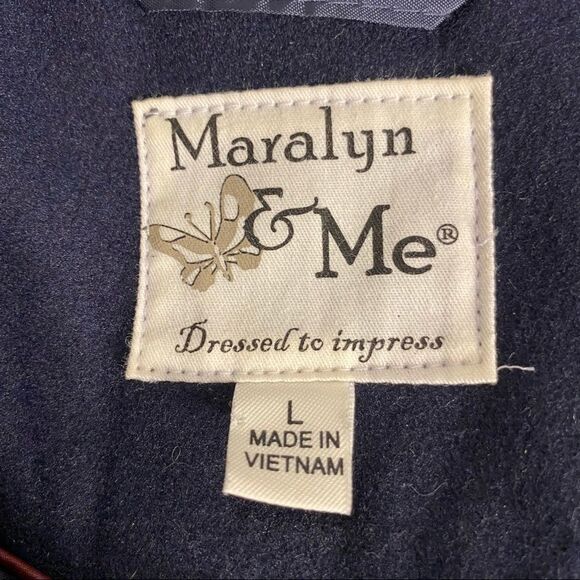 Maralyn
& Me®
Dressed to impress
L
MADE IN
VIETNAM